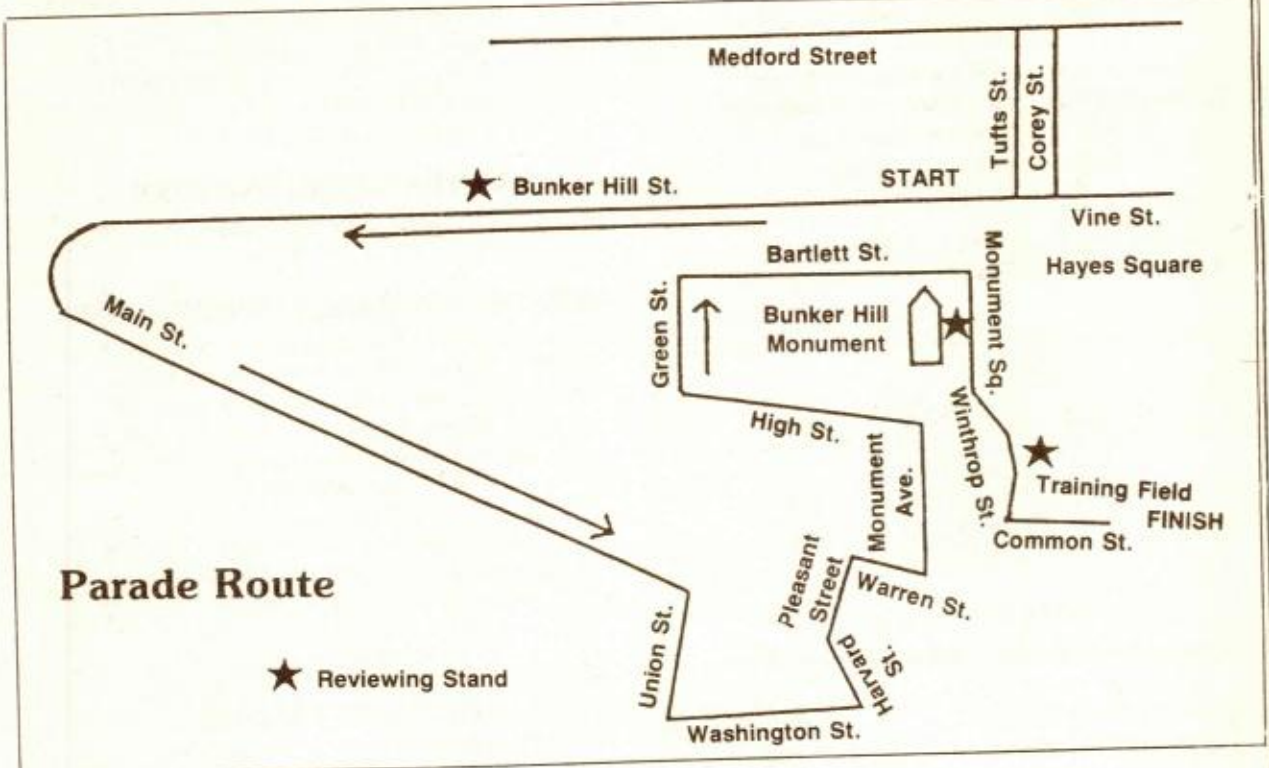 Medford Street
Tufts St.
Corey St.
Bunker Hill St.
START
Vine St.
Hayes Square
Bartlett St.
Monument Sq.
Green St.
Bunker Hill
Monument
Main St.
High St.
Monument
Ave.
Winthrop St.
Training Field
FINISH
Common St.
Pleasant
Street
Warren St.
Parade Route
Union St.
Harvard
St.
Reviewing Stand
Washington St.